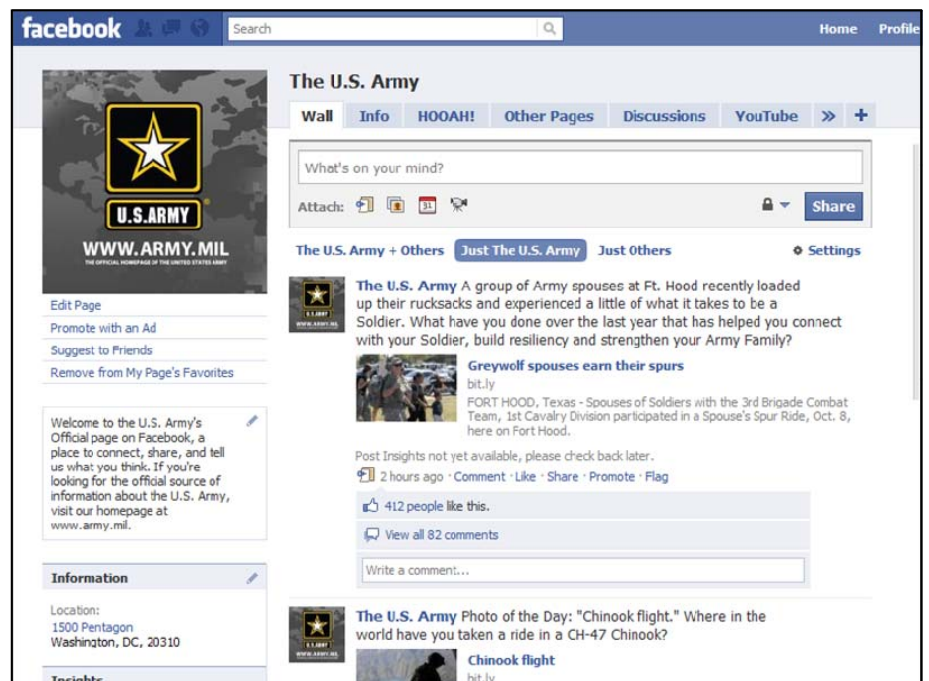 facebook
Search
Home Profile
U.S.ARMY
WWW.ARMY.MIL
THE OFFICIAL HOMEPAGE OF THE UNITED STATES ARMY
Edit Page
Promote with an Ad
Suggest to Friends
Remove from My Page's Favorites
Welcome to the U.S. Army's
Official page on Facebook, a
place to connect, share, and tell
us what you think. If you're
looking for the official source of
information about the U.S. Army,
visit our homepage at
www.army.mil.
Information
Location:
1500 Pentagon
Washington, DC, 20310
Insights
The U.S. Army
Wall Info HOOAH! Other Pages Discussions YouTube » +
What's on your mind?
Attach: 31 Share
The U.S. Army + Others Just The U.S. Army Just Others Settings
U.S.ARMY
WWW.ARMY.MIL
The U.S. Army A group of Army spouses at Ft. Hood recently loaded
up their rucksacks and experienced a little of what it takes to be a
Soldier. What have you done over the last year that has helped you connect
with your Soldier, build resiliency and strengthen your Army Family?
Greywolf spouses earn their spurs
bit.ly
FORT HOOD, Texas - Spouses of Soldiers with the 3rd Brigade Combat
Team, 1st Cavalry Division participated in a Spouse's Spur Ride, Oct. 8,
here on Fort Hood.
Post Insights not yet available, please check back later.
2 hours ago · Comment · Like · Share · Promote · Flag
412 people like this.
View all 82 comments
Write a comment...
U.S.ARMY
WWW.ARMY.MIL
The U.S. Army Photo of the Day: "Chinook flight." Where in the
world have you taken a ride in a CH-47 Chinook?
Chinook flight
bit.ly